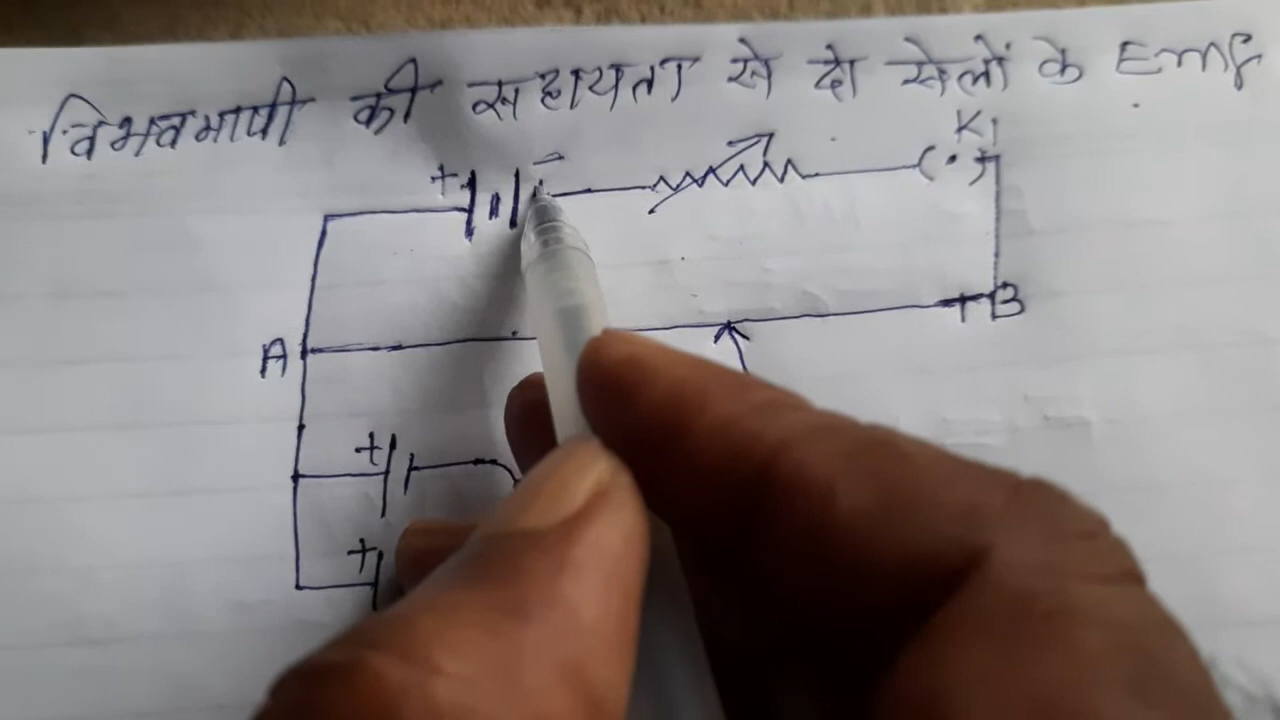 विभवमापी की सहायता से दो सेलों के Emf
K1
+ -
A
B
+
+